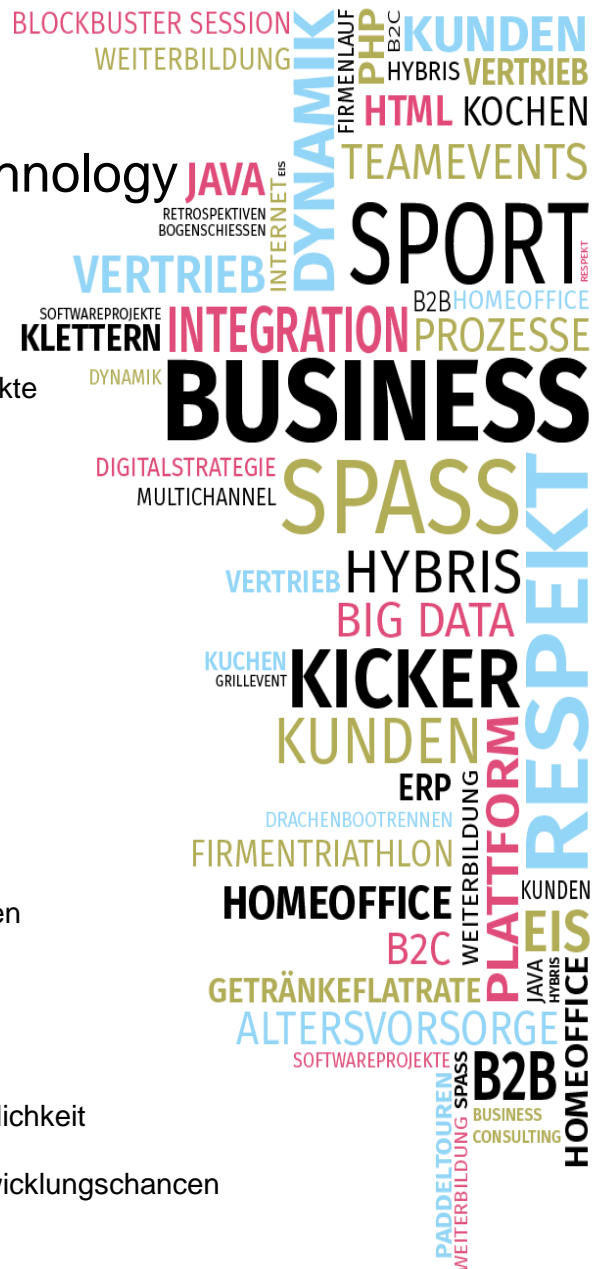 BLOCKBUSTER SESSION
WEITERBILDUNG
DYNAMIK
FIRMENLAUF
PHP
B2C
KUNDEN
HYBRIS VERTRIEB
HTML KOCHEN
TEAMEVENTS
hnology JAVA
INTERNET
EIS
RETROSPEKTIVEN
BOGENSCHIESSEN
SPORT
RESPEKT
VERTRIEB
B2B HOMEOFFICE
SOFTWAREPROJEKTE
KLETTERN INTEGRATION PROZESSE
kte
DYNAMIK
BUSINESS
DIGITALSTRATEGIE
MULTICHANNEL
SPASS
RESPEKT
VERTRIEB HYBRIS
BIG DATA
KUCHEN
GRILLEVENT
KICKER
KUNDEN
PLATTFORM
ERP
WEITERBILDUNG
DRACHENBOOTRENNEN
FIRMENTRIATHLON
HOMEOFFICE
KUNDEN
en
B2C
EIS
JAVA
HYBRIS
HOMEOFFICE
GETRÄNKEFLATRATE
ALTERSVORSORGE
SOFTWAREPROJEKTE
PADDELTOUREN
SPASS
WEITERBILDUNG
B2B
BUSINESS
CONSULTING
lichkeit
wicklungschancen